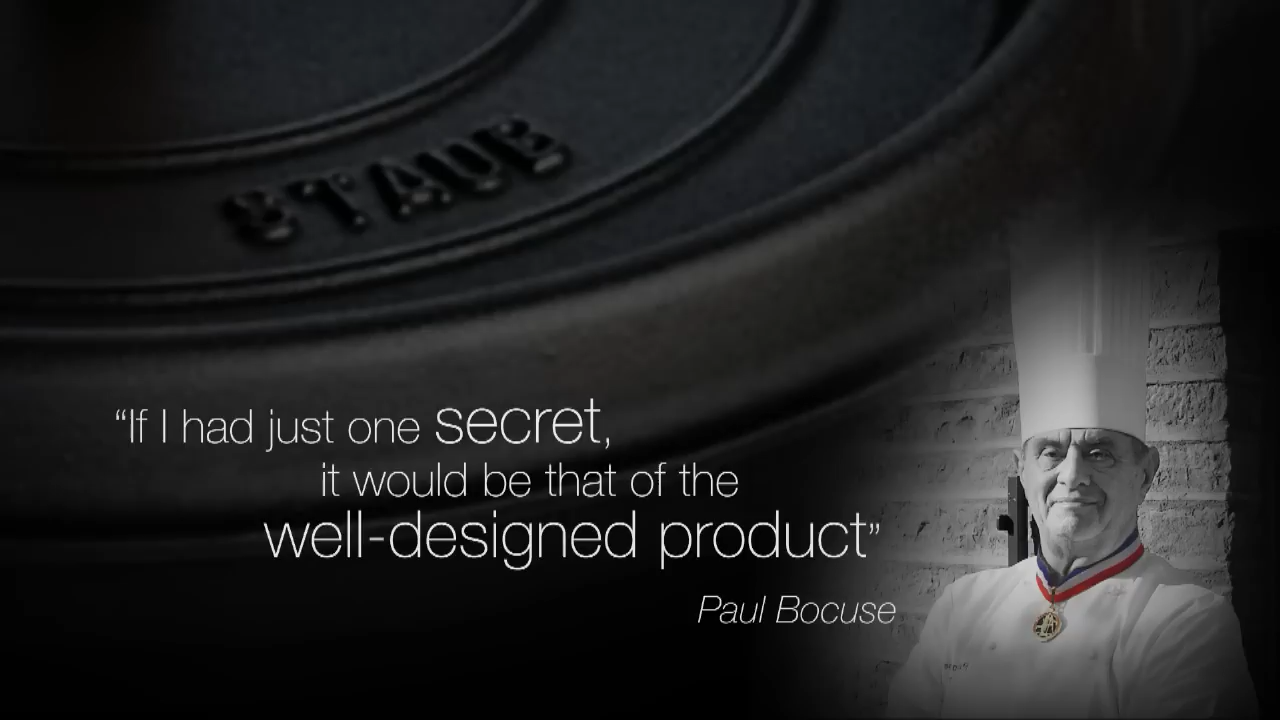 STAUB
“If I had just one secret,
it would be that of the
well-designed product”
Paul Bocuse